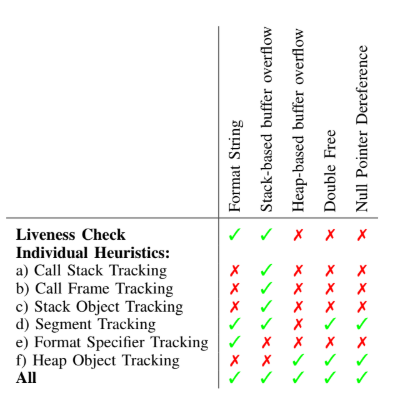 Format String
Stack-based buffer overflow
Heap-based buffer overflow
Double Free
Null Pointer Dereference
Liveness Check ✓ ✓ ✗ ✗ ✗
Individual Heuristics:
a) Call Stack Tracking ✗ ✓ ✗ ✗ ✗
b) Call Frame Tracking ✗ ✓ ✗ ✗ ✗
c) Stack Object Tracking ✗ ✓ ✗ ✗ ✗
d) Segment Tracking ✓ ✓ ✗ ✓ ✓
e) Format Specifier Tracking ✓ ✗ ✗ ✗ ✗
f) Heap Object Tracking ✗ ✗ ✓ ✓ ✓
All ✓ ✓ ✓ ✓ ✓